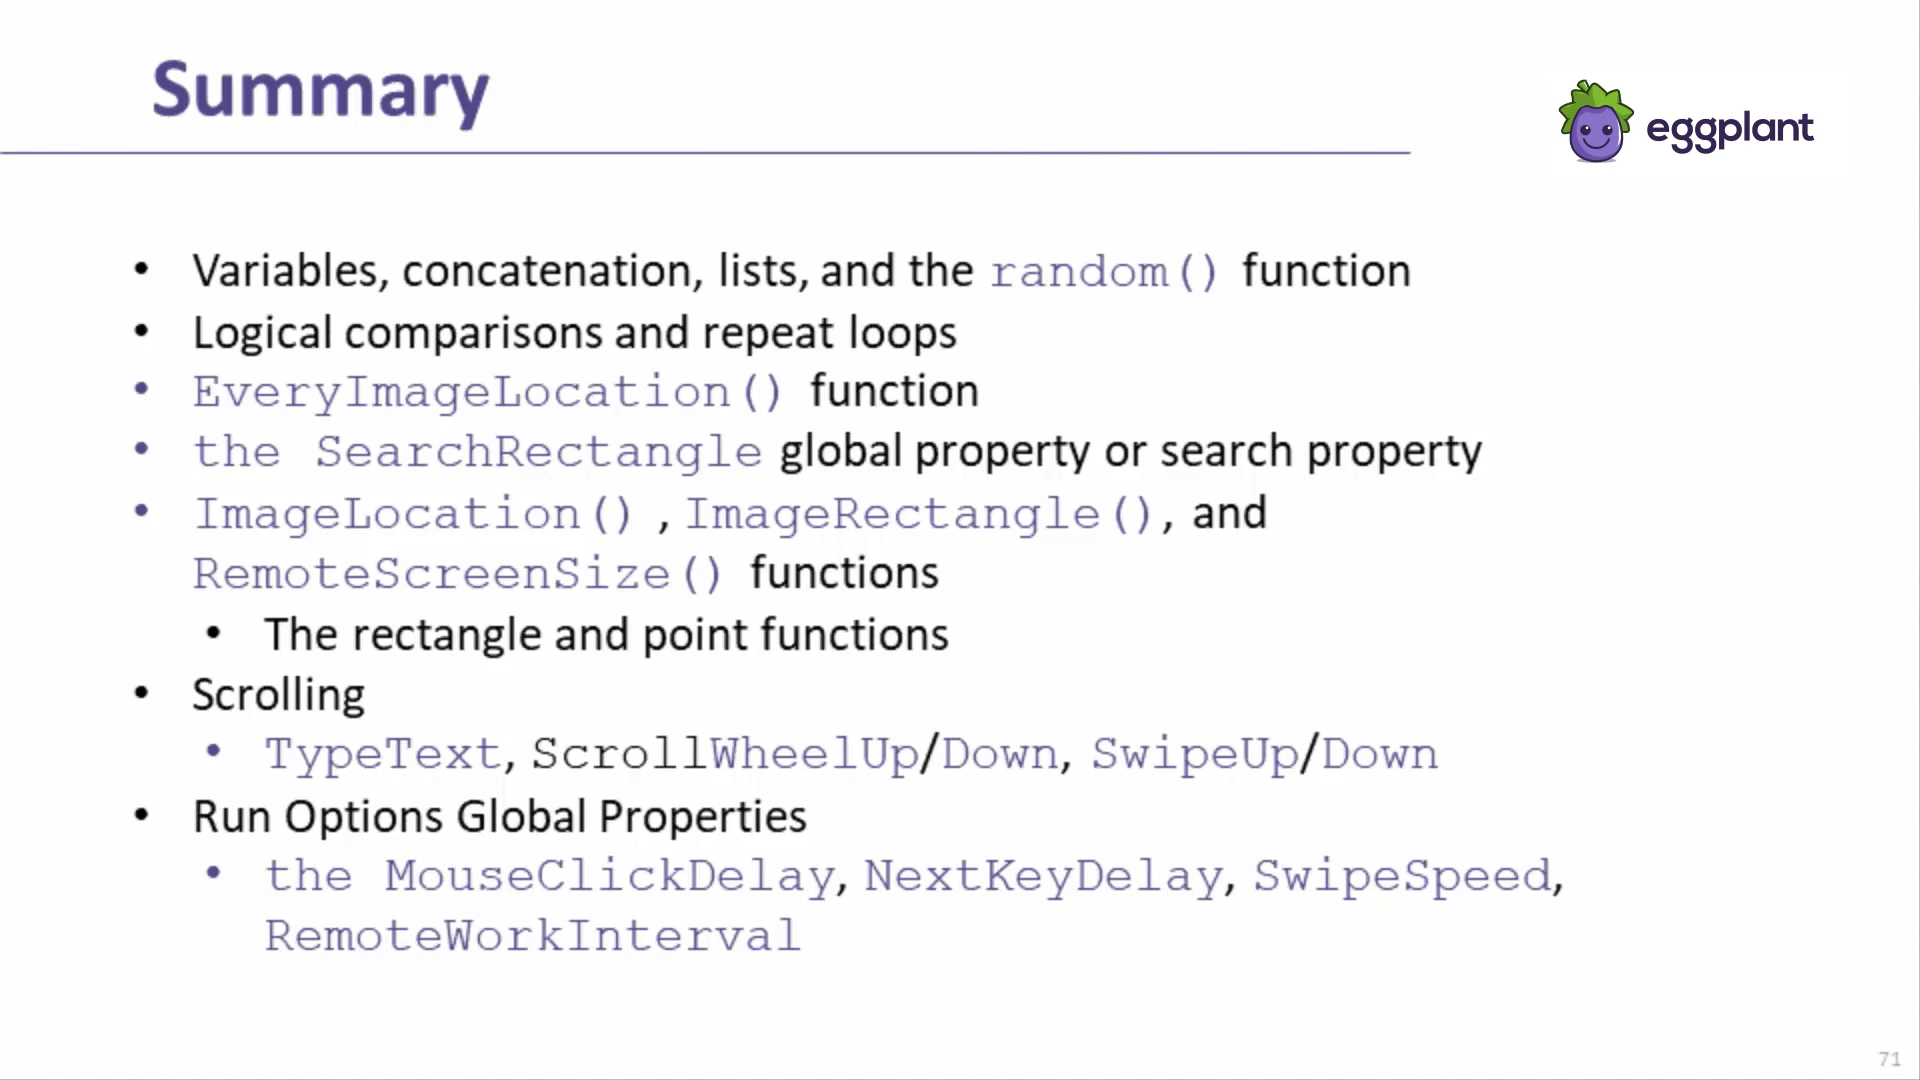 Summary
eggplant
• Variables, concatenation, lists, and the random() function
• Logical comparisons and repeat loops
• EveryImageLocation() function
• the SearchRectangle global property or search property
• ImageLocation() , ImageRectangle(), and
RemoteScreenSize() functions
• The rectangle and point functions
• Scrolling
• TypeText, ScrollWheelUp/Down, SwipeUp/Down
• Run Options Global Properties
• the MouseClickDelay, NextKeyDelay, SwipeSpeed,
RemoteWorkInterval
71